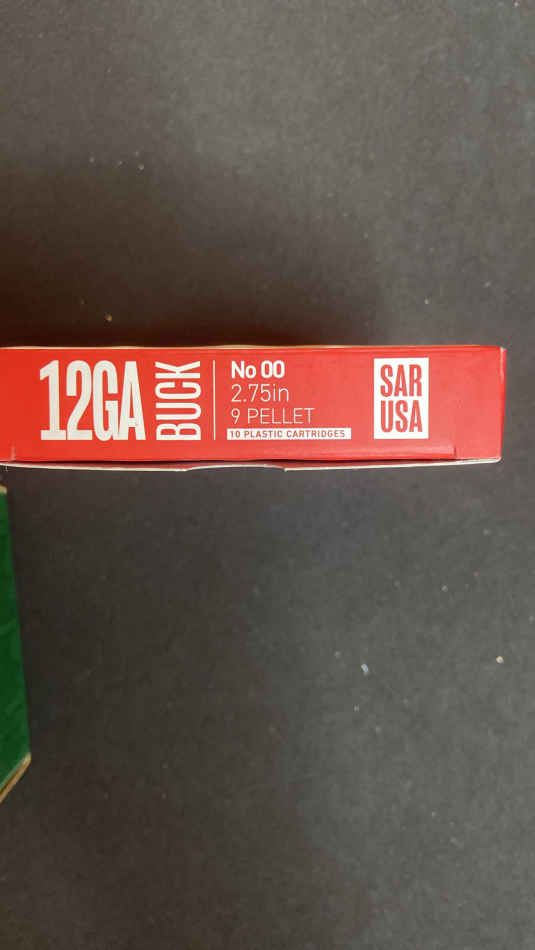 12GA
BUCK
No 00
2.75in
9 PELLET
10 PLASTIC CARTRIDGES
SAR
USA